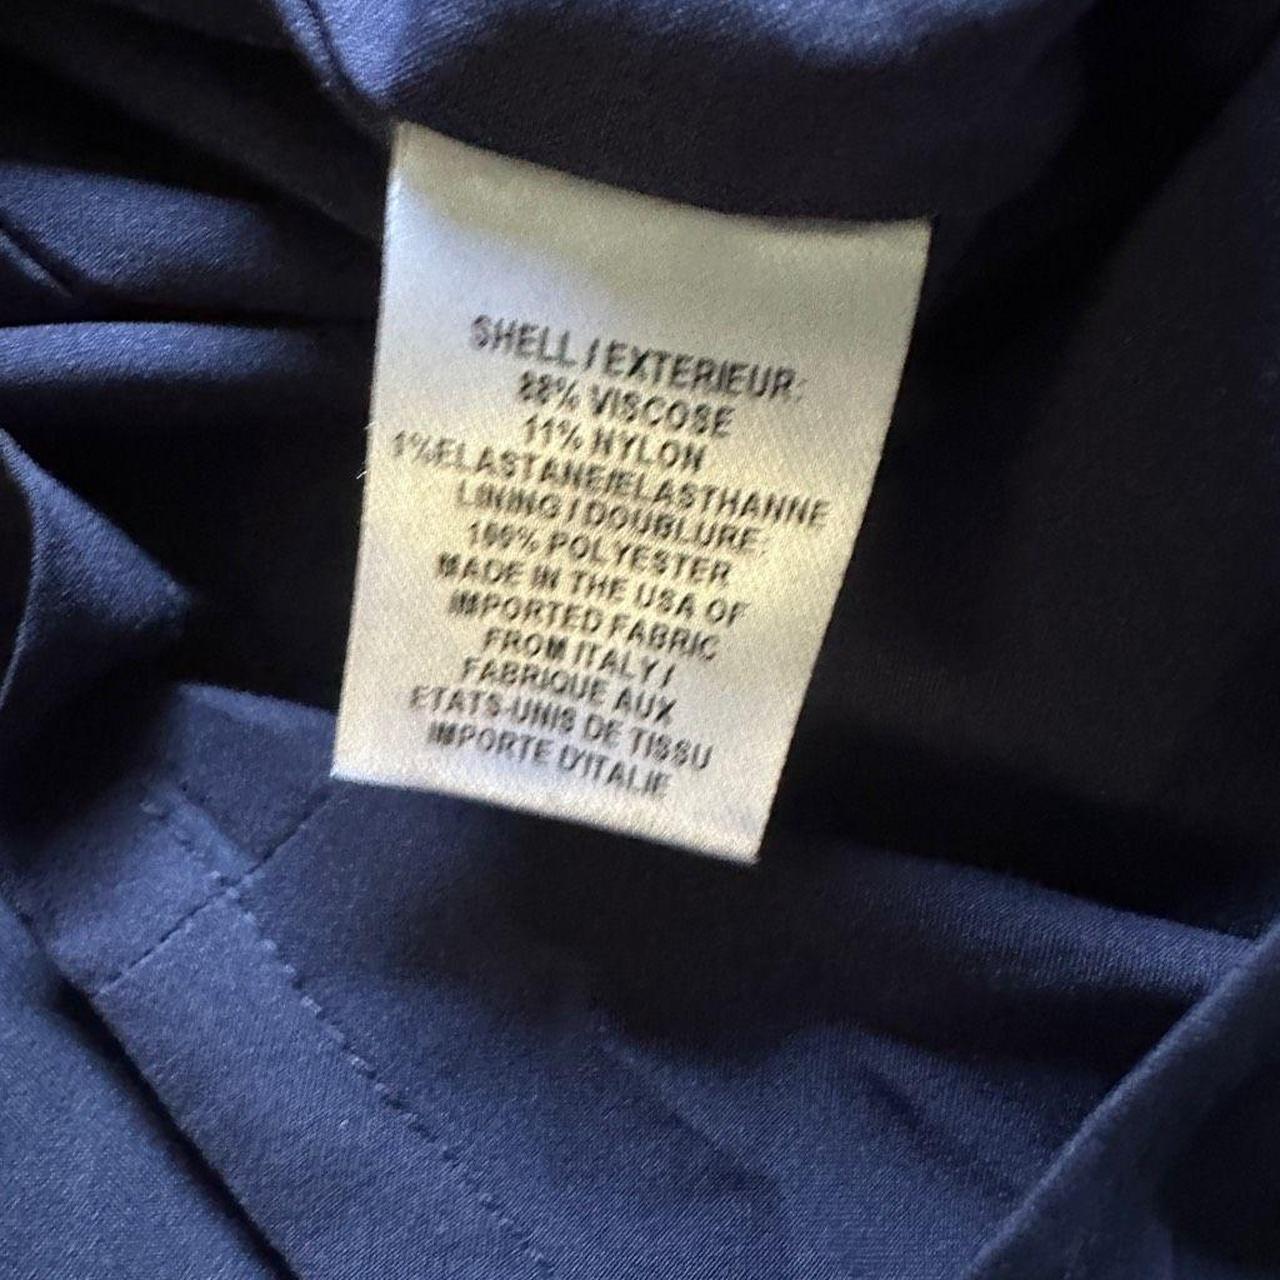 SHELL / EXTERIEUR:
88% VISCOSE
11% NYLON
1%ELASTANE/ELASTHANNE
LINING / DOUBLURE:
100% POLYESTER
MADE IN THE USA OF
IMPORTED FABRIC
FROM ITALY /
FABRIQUE AUX
ETATS-UNIS DE TISSU
IMPORTE D'ITALIE